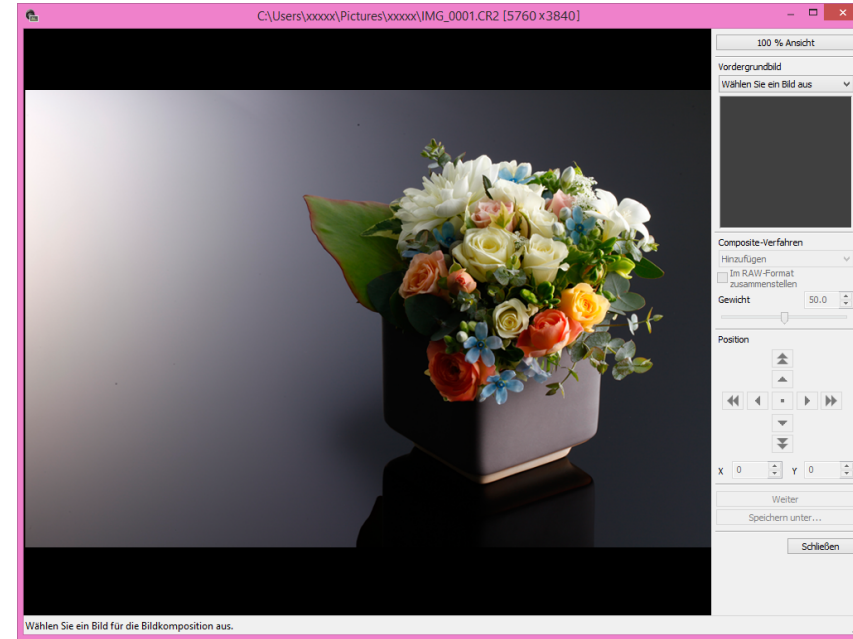 C:\Users\xxxxx\Pictures\xxxxx\IMG_0001.CR2 [5760x3840]
100 % Ansicht
Vordergrundbild
Wählen Sie ein Bild aus
Composite-Verfahren
Hinzufügen
Im RAW-Format
zusammenstellen
Gewicht 50.0
Position
X 0 Y 0
Weiter
Speichern unter...
Schließen
Wählen Sie ein Bild für die Bildkomposition aus.